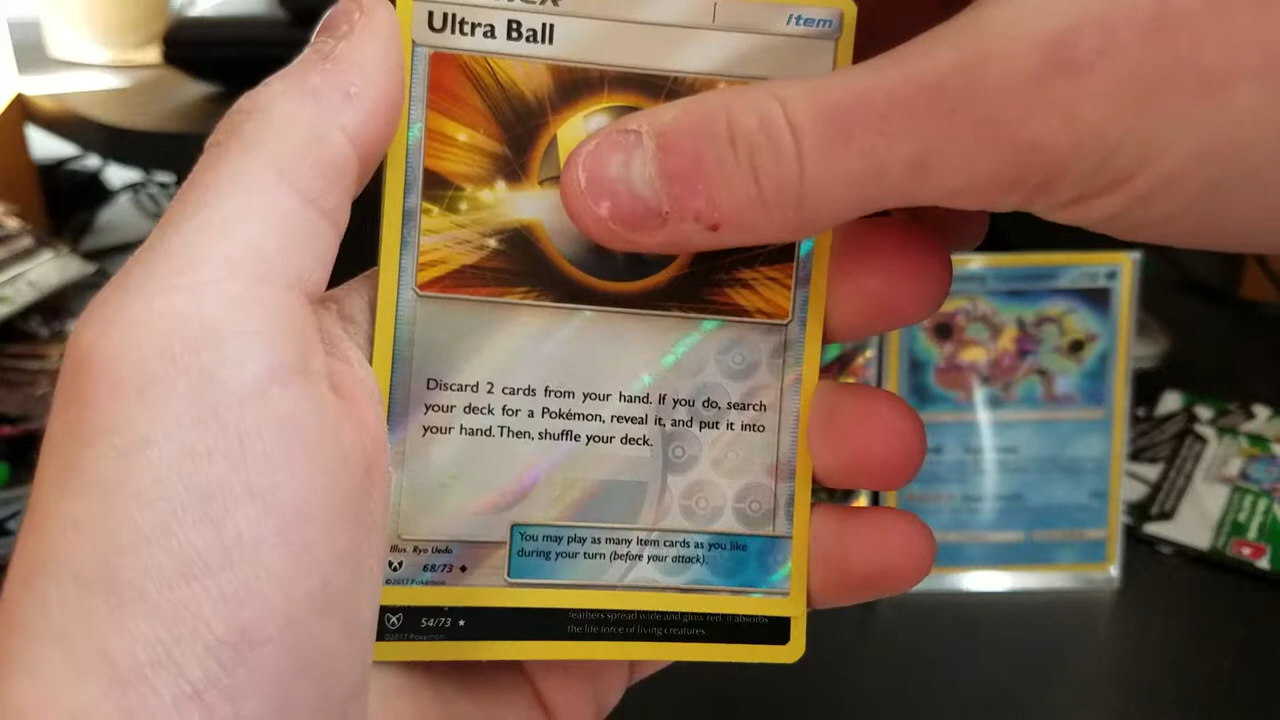 Item
Ultra Ball
Discard 2 cards from your hand. If you do, search
your deck for a Pokémon, reveal it, and put it into
your hand. Then, shuffle your deck.
You may play as many Item cards as you like
during your turn (before your attack).
Illus. Ryo Ueda
68/73
©2017 Pokémon
54/73
©2017 Pokémon
feathers spread wide and glow red. It absorbs
the life force of living creatures.